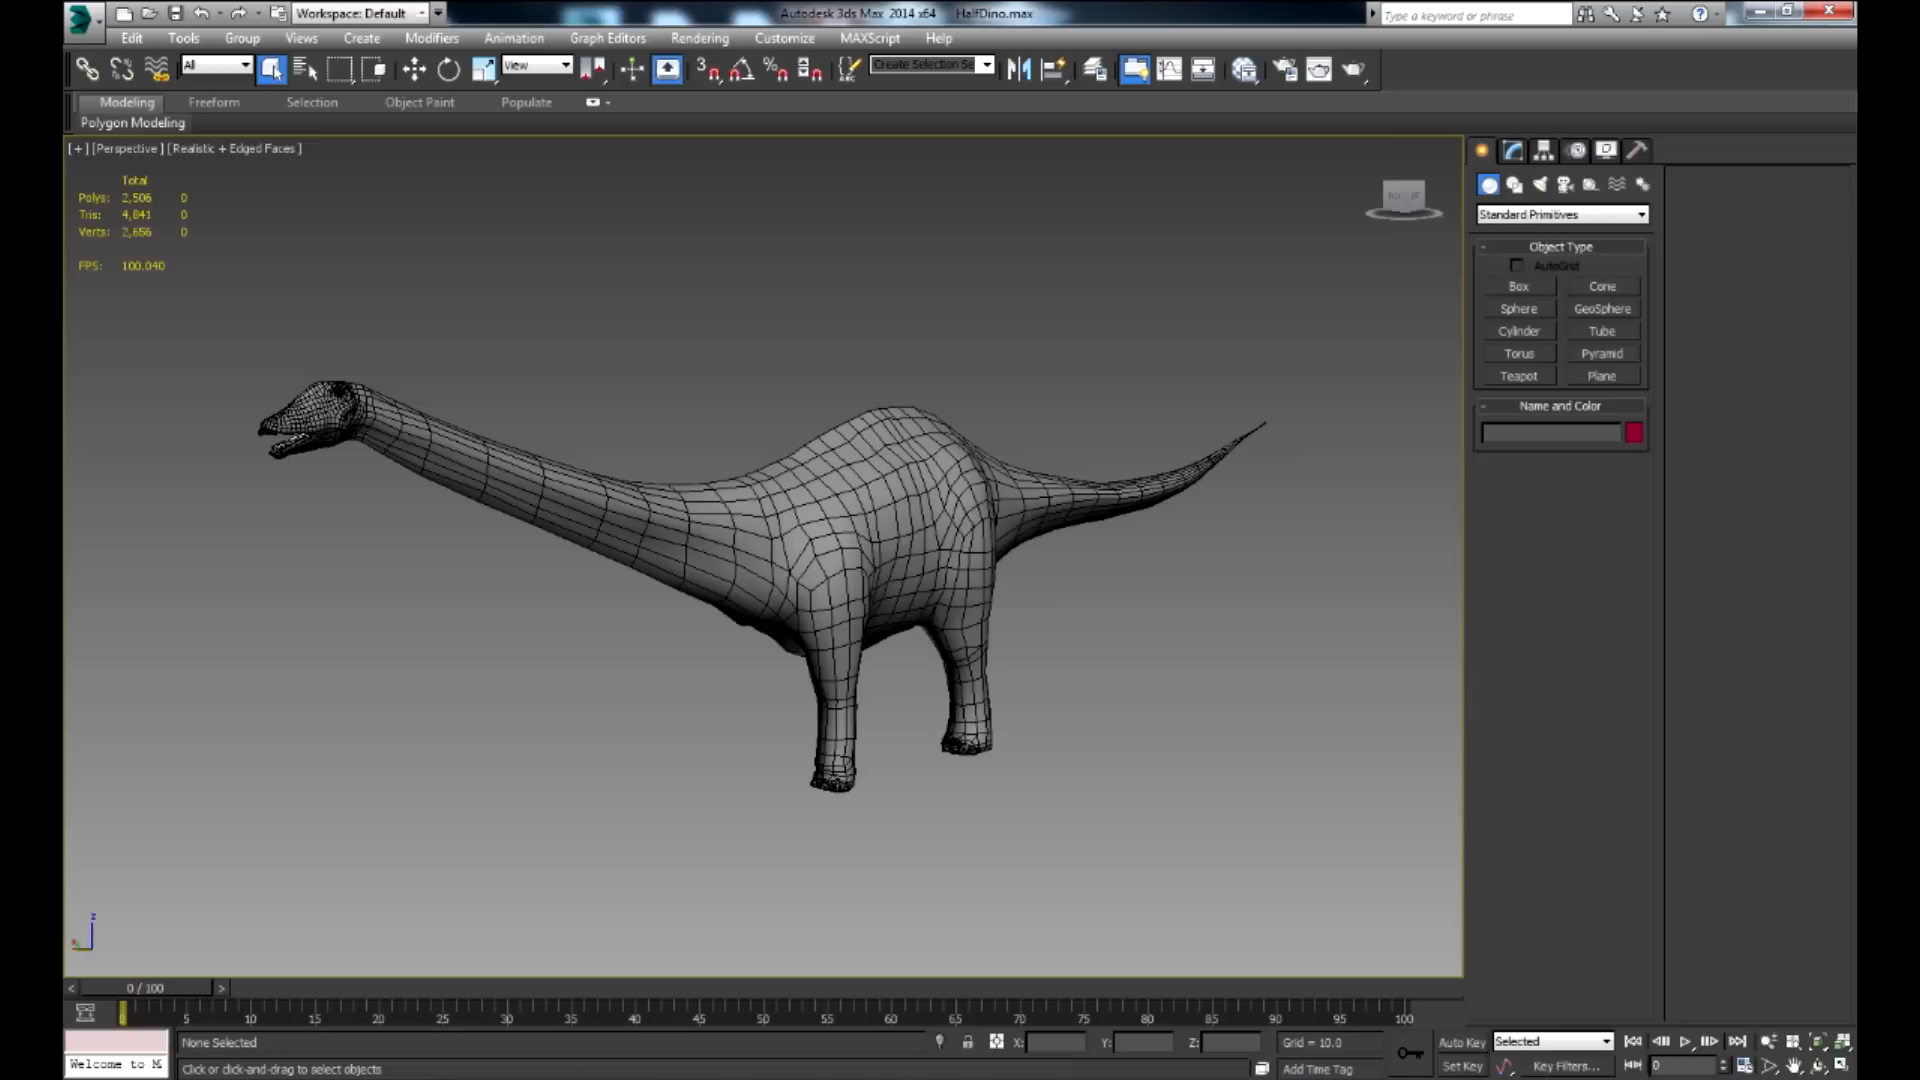 Workspace: Default
Autodesk 3ds Max 2014 x64 HalfDino.max
Type a keyword or phrase
Edit Tools Group Views Create Modifiers Animation Graph Editors Rendering Customize MAXScript Help
All View Create Selection Se
Modeling Freeform Selection Object Paint Populate
Polygon Modeling
[+] [Perspective] [Realistic + Edged Faces]
Total
Polys: 2,506 0
Tris: 4,841 0
Verts: 2,656 0
FPS: 100.040
Standard Primitives
- Object Type
AutoGrid
Box Cone
Sphere GeoSphere
Cylinder Tube
Torus Pyramid
Teapot Plane
- Name and Color
z
x
< 0 / 100 >
0 5 10 15 20 25 30 35 40 45 50 55 60 65 70 75 80 85 90 95 100
None Selected X: Y: Z: Grid = 10.0 Auto Key Selected
Welcome to M Click or click-and-drag to select objects Add Time Tag Set Key Key Filters... 0